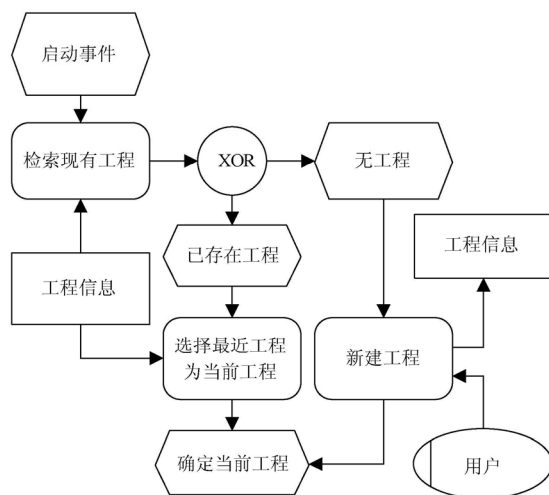 启动事件
检索现有工程
XOR
无工程
工程信息
已存在工程
工程信息
选择最近工程
为当前工程
新建工程
确定当前工程
用户